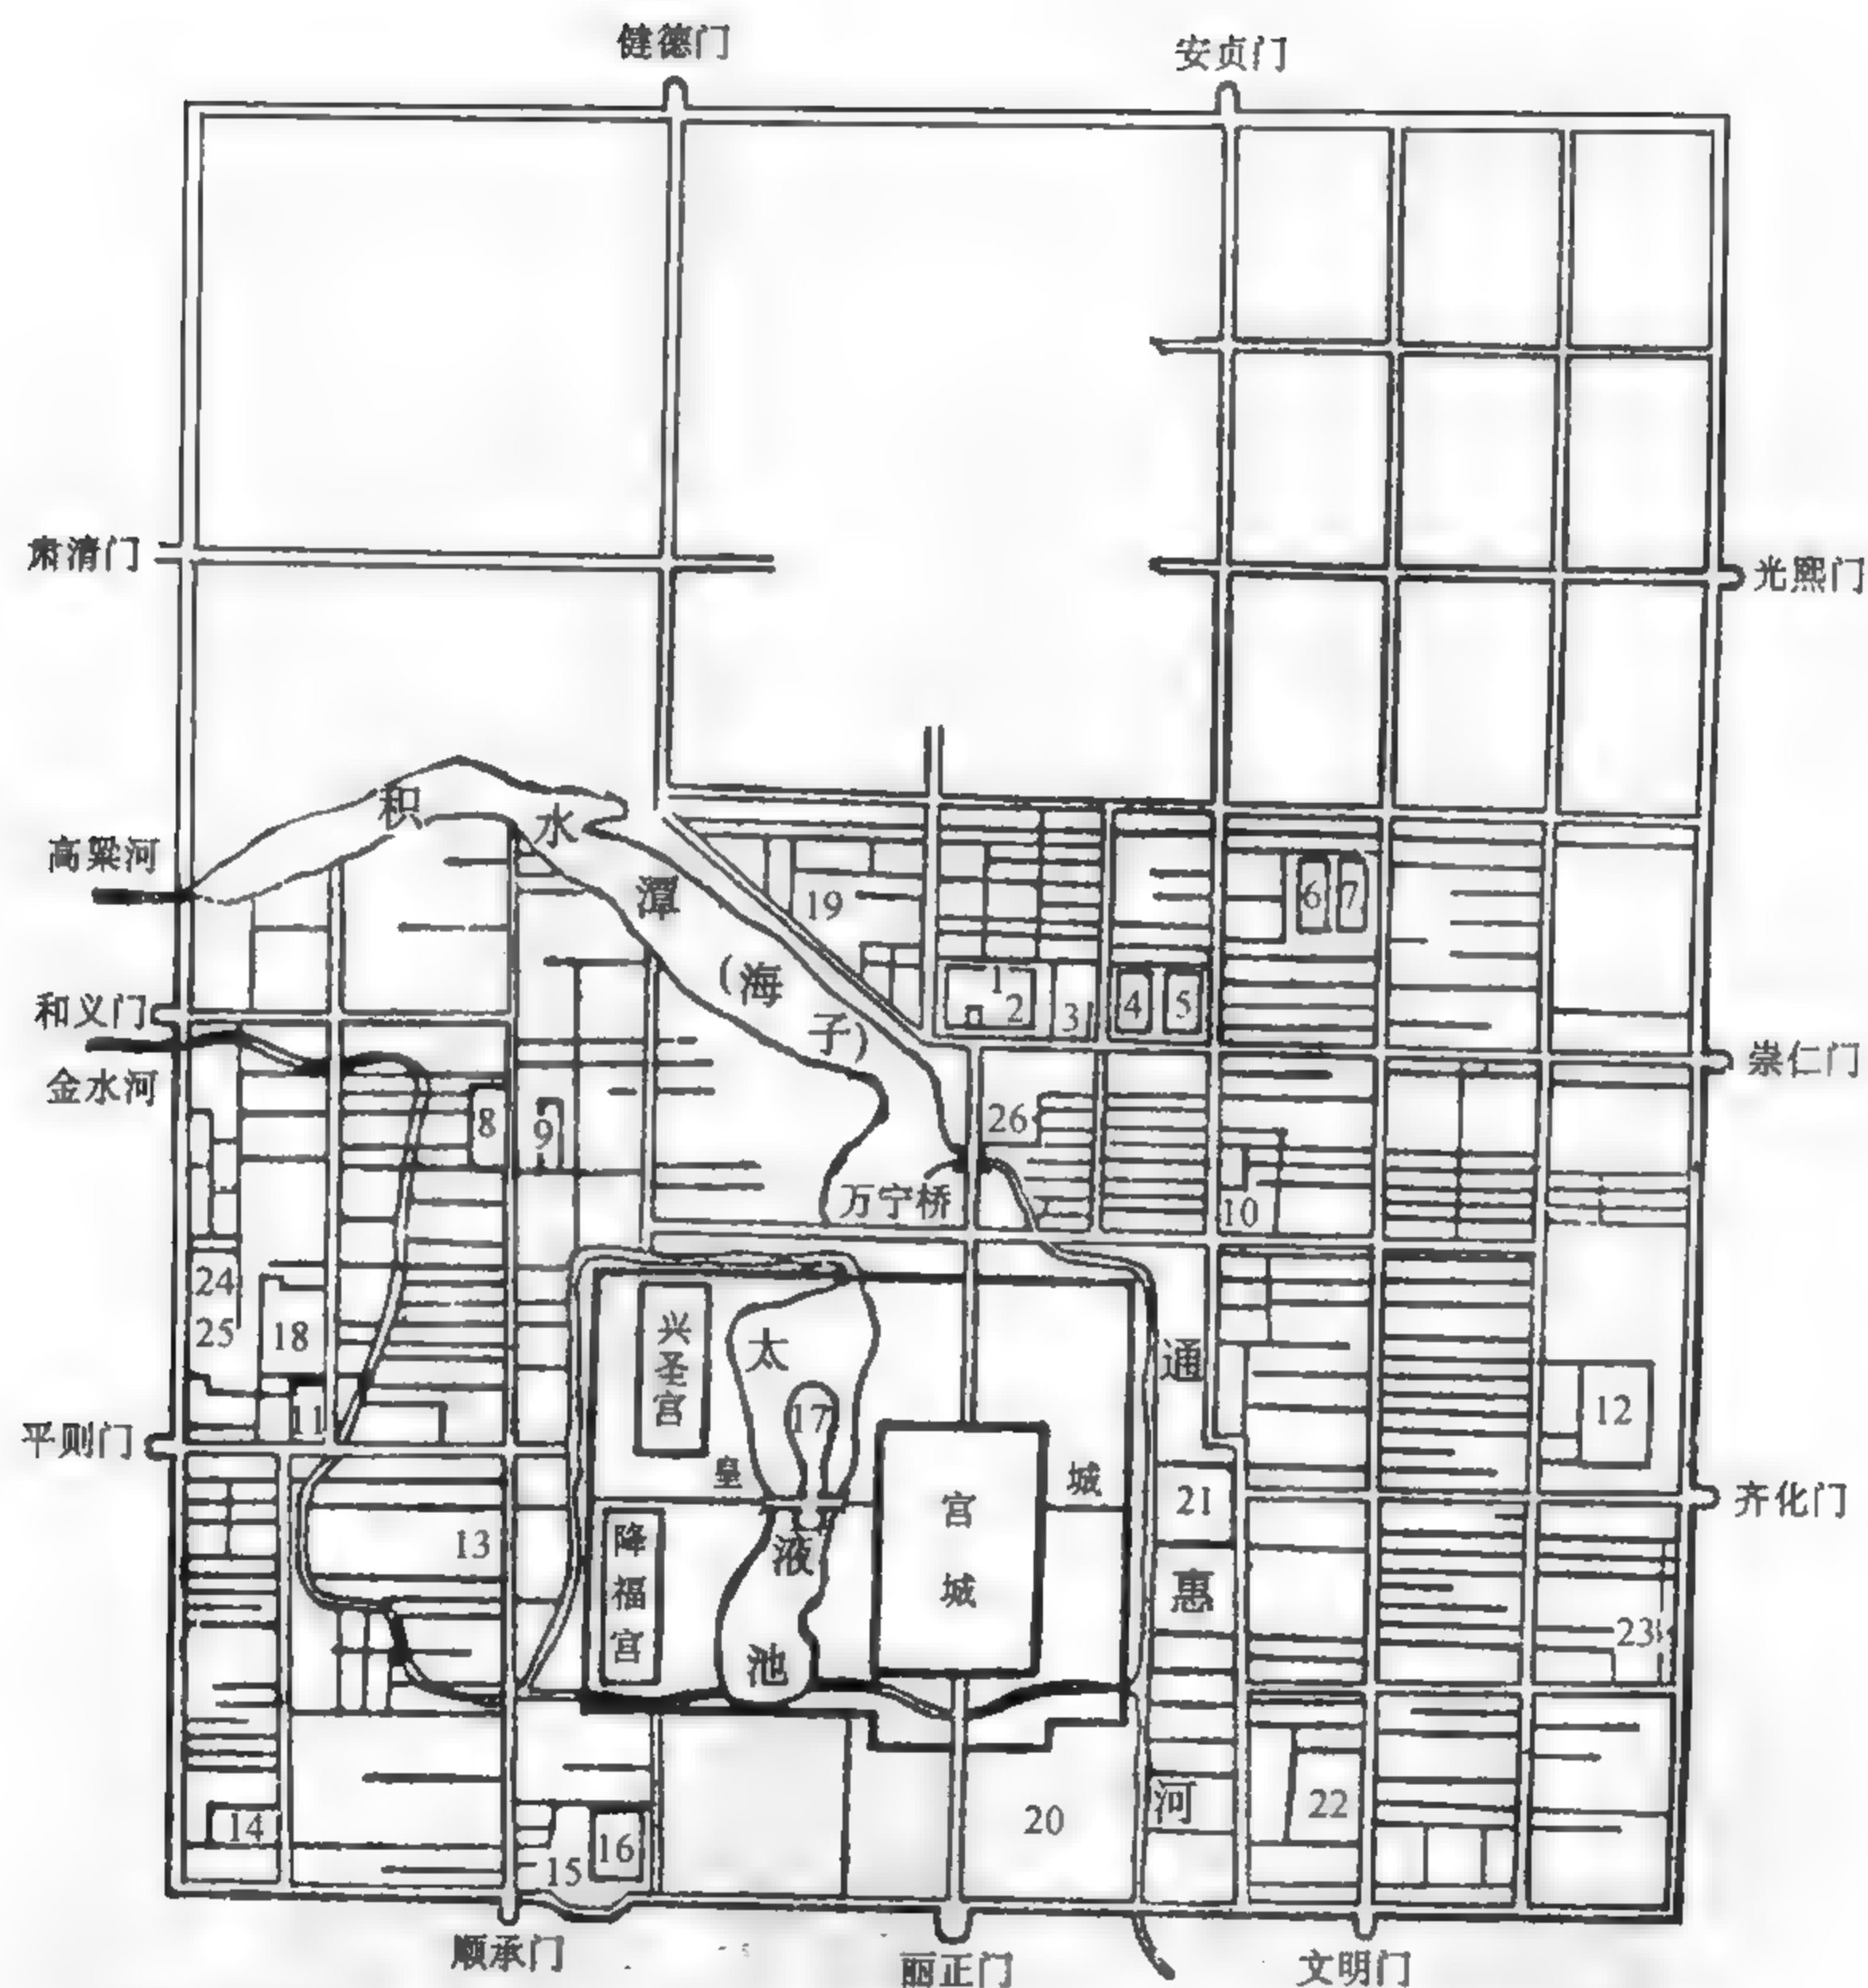 健德门
安贞门
肃清门
光熙门
积
水
潭
(海
子)
高粱河
19
6
7
1
2
3
4
5
和义门
金水河
崇仁门
8
9
26
万宁桥
10
24
25
18
11
兴圣宫
太
17
通
12
平则门
皇
城
宫
城
21
齐化门
13
降福宫
液
池
惠
23
河
14
15
16
20
22
顺承门
丽正门
文明门